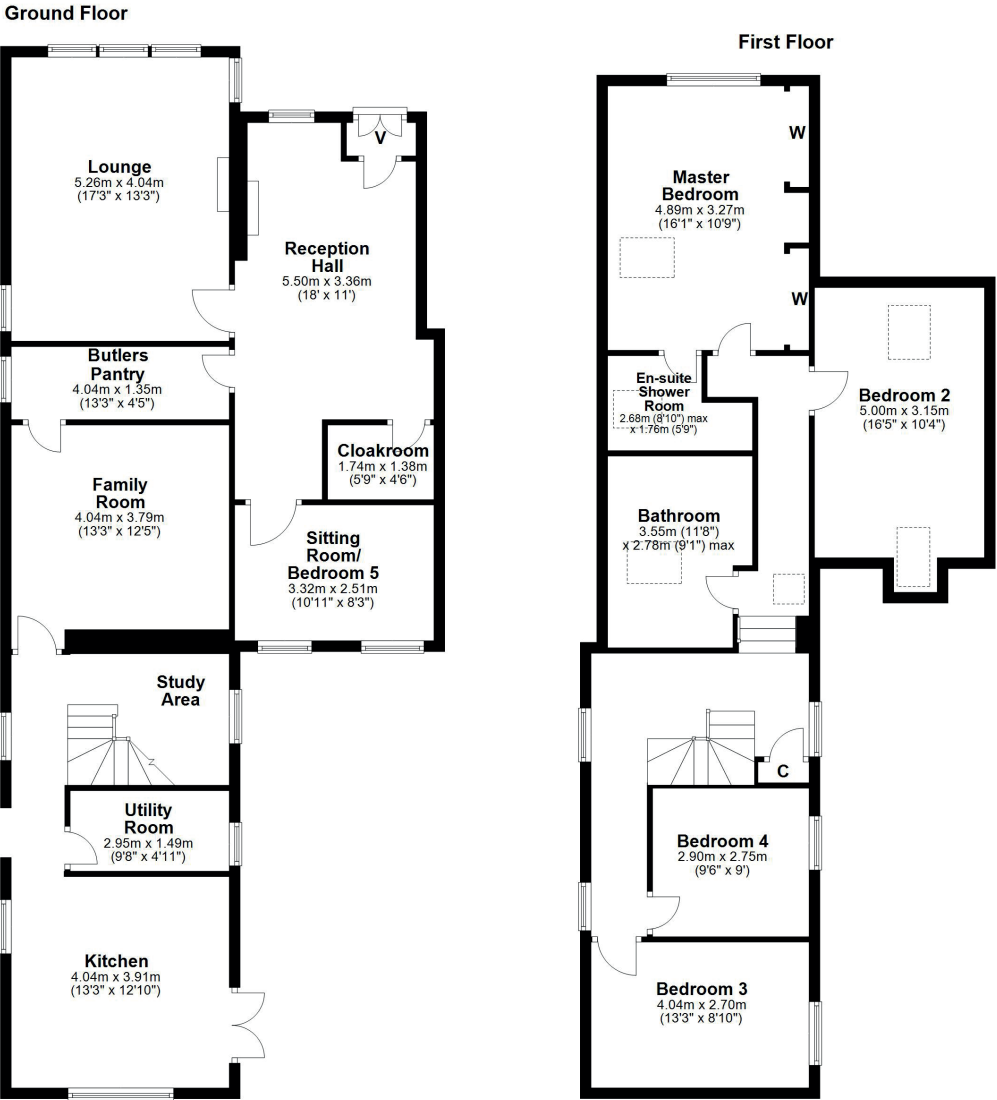 Ground Floor
Lounge
5.26m x 4.04m
(17'3" x 13'3")
V
Reception
Hall
5.50m x 3.36m
(18' x 11')
Butlers
Pantry
4.04m x 1.35m
(13'3" x 4'5")
Cloakroom
1.74m x 1.38m
(5'9" x 4'6")
Family
Room
4.04m x 3.79m
(13'3" x 12'5")
Sitting
Room/
Bedroom 5
3.32m x 2.51m
(10'11" x 8'3")
Study
Area
Utility
Room
2.95m x 1.49m
(9'8" x 4'11")
Kitchen
4.04m x 3.91m
(13'3" x 12'10")
First Floor
W
Master
Bedroom
4.89m x 3.27m
(16'1" x 10'9")
W
En-suite
Shower
Room
2.68m (8'10") max
x 1.76m (5'9")
Bedroom 2
5.00m x 3.15m
(16'5" x 10'4")
Bathroom
3.55m (11'8")
x 2.78m (9'1") max
C
Bedroom 4
2.90m x 2.75m
(9'6" x 9')
Bedroom 3
4.04m x 2.70m
(13'3" x 8'10")